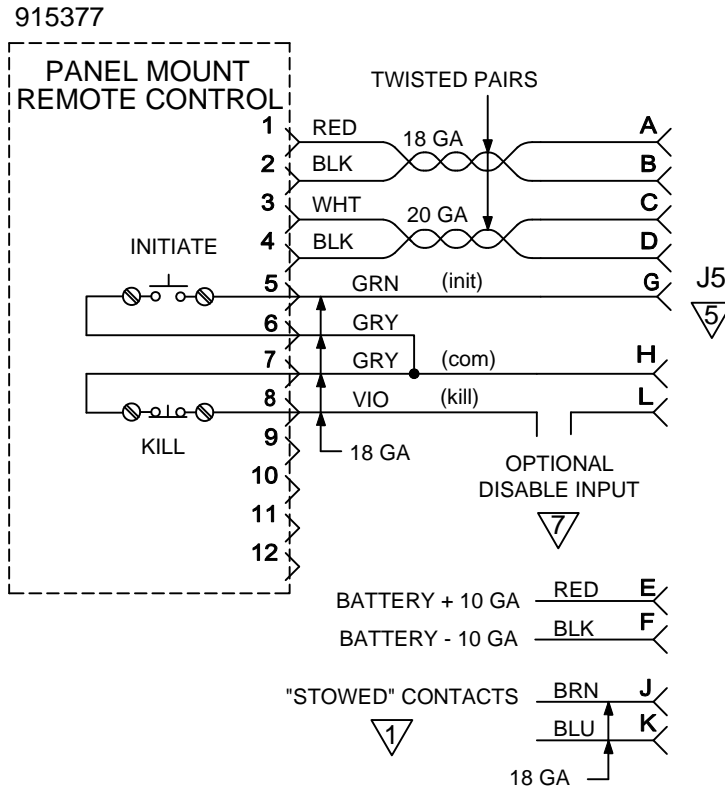 915377
PANEL MOUNT
REMOTE CONTROL
TWISTED PAIRS
1 RED 18 GA A
2 BLK B
3 WHT 20 GA C
4 BLK D
INITIATE
5 GRN (init) G J5
6 GRY 5
7 GRY (com) H
8 VIO (kill) L
KILL
9 18 GA
10 OPTIONAL
DISABLE INPUT
11 7
12
BATTERY + 10 GA RED E
BATTERY - 10 GA BLK F
"STOWED" CONTACTS BRN J
1 BLU K
18 GA